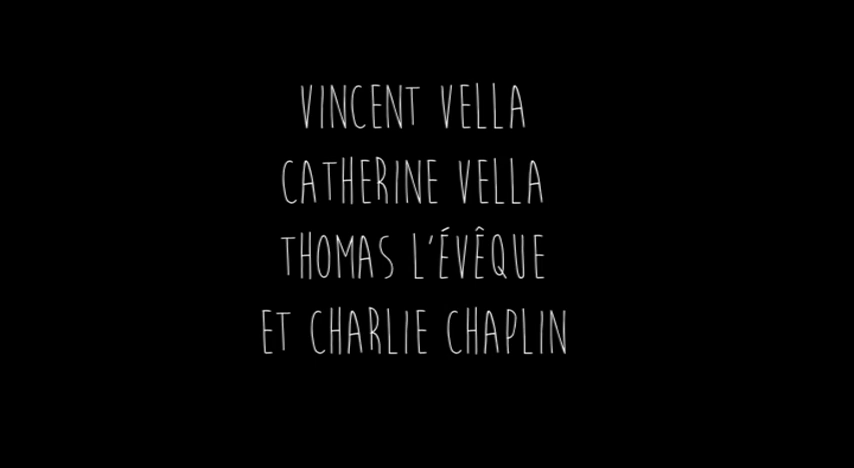 VINCENT VELLA
CATHERINE VELLA
THOMAS L'ÉVÊQUE
ET CHARLIE CHAPLIN